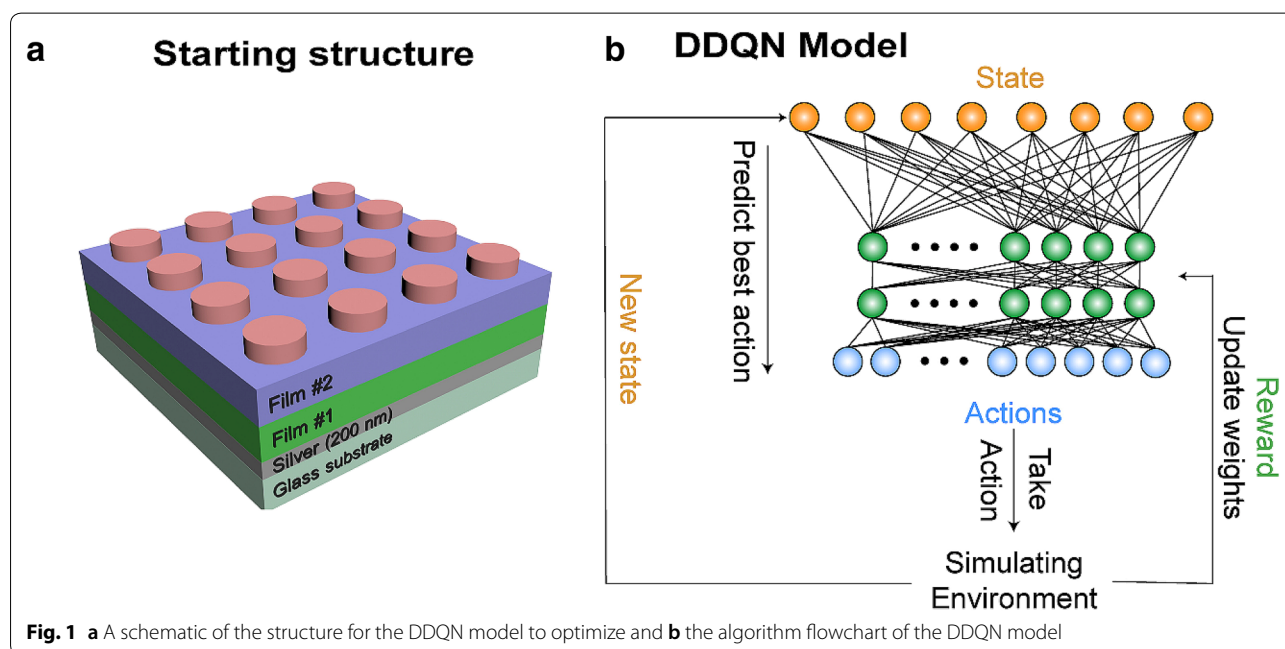 a
Starting structure
Film #2
Film #1
Silver (200 nm)
Glass substrate
b
DDQN Model
State
Predict best action
New state
Actions
Take
Action
Simulating
Environment
Reward
Update weights
Fig. 1 a A schematic of the structure for the DDQN model to optimize and b the algorithm flowchart of the DDQN model